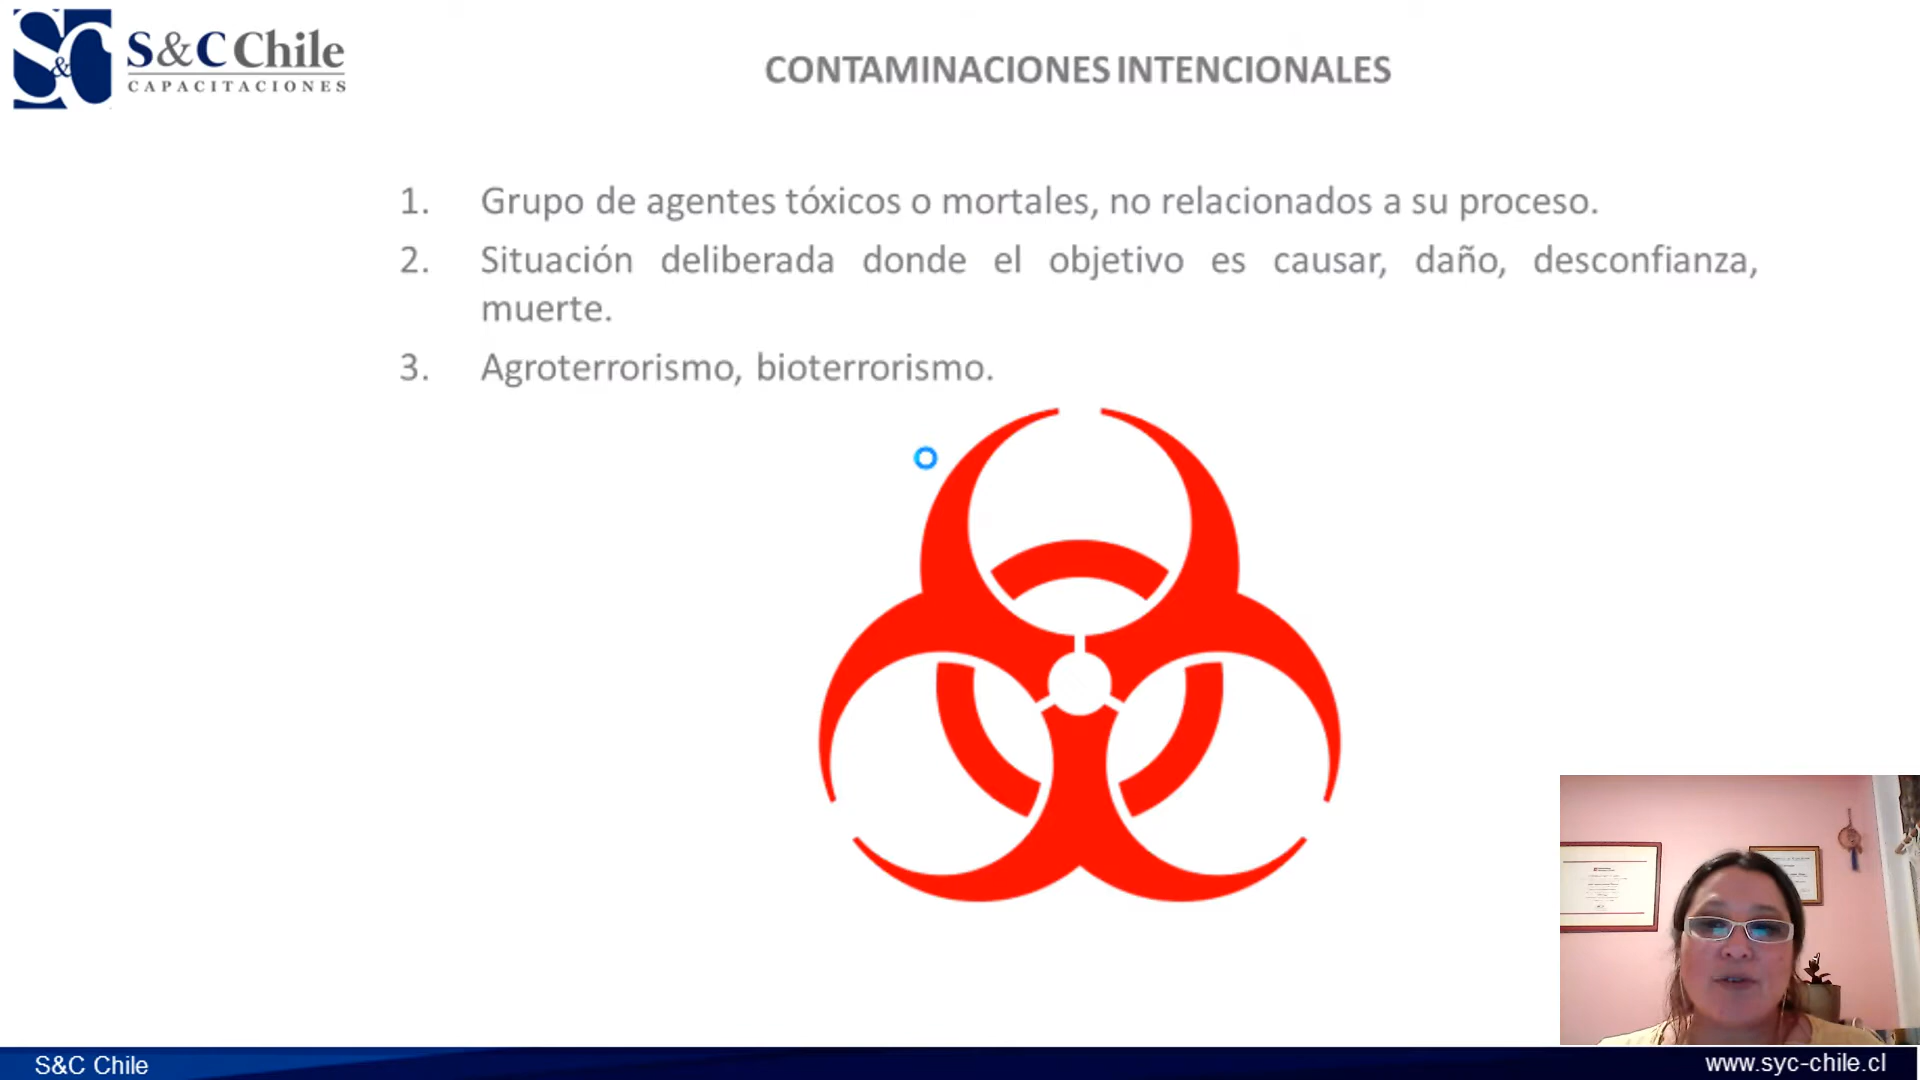 S&C
S&C Chile
CAPACITACIONES
CONTAMINACIONES INTENCIONALES
1. Grupo de agentes tóxicos o mortales, no relacionados a su proceso.
2. Situación deliberada donde el objetivo es causar, daño, desconfianza,
muerte.
3. Agroterrorismo, bioterrorismo.
S&C Chile
www.syc-chile.cl